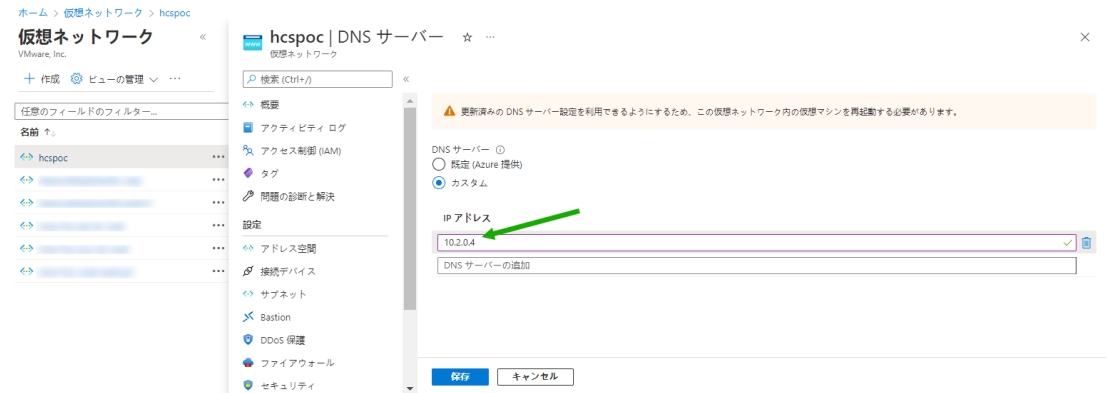 ホーム > 仮想ネットワーク > hcspoc
仮想ネットワーク
VMware, Inc.
作成 ビューの管理
任意のフィールドのフィルター...
名前
hcspoc
hcspoc | DNS サーバー
仮想ネットワーク
検索 (Ctrl+/)
概要
アクティビティ ログ
アクセス制御 (IAM)
タグ
問題の診断と解決
設定
アドレス空間
接続デバイス
サブネット
Bastion
DDoS 保護
ファイアウォール
セキュリティ
更新済みの DNS サーバー設定を利用できるようにするため、この仮想ネットワーク内の仮想マシンを再起動する必要があります。
DNS サーバー
既定 (Azure 提供)
カスタム
IP アドレス
10.2.0.4
DNS サーバーの追加
保存 キャンセル